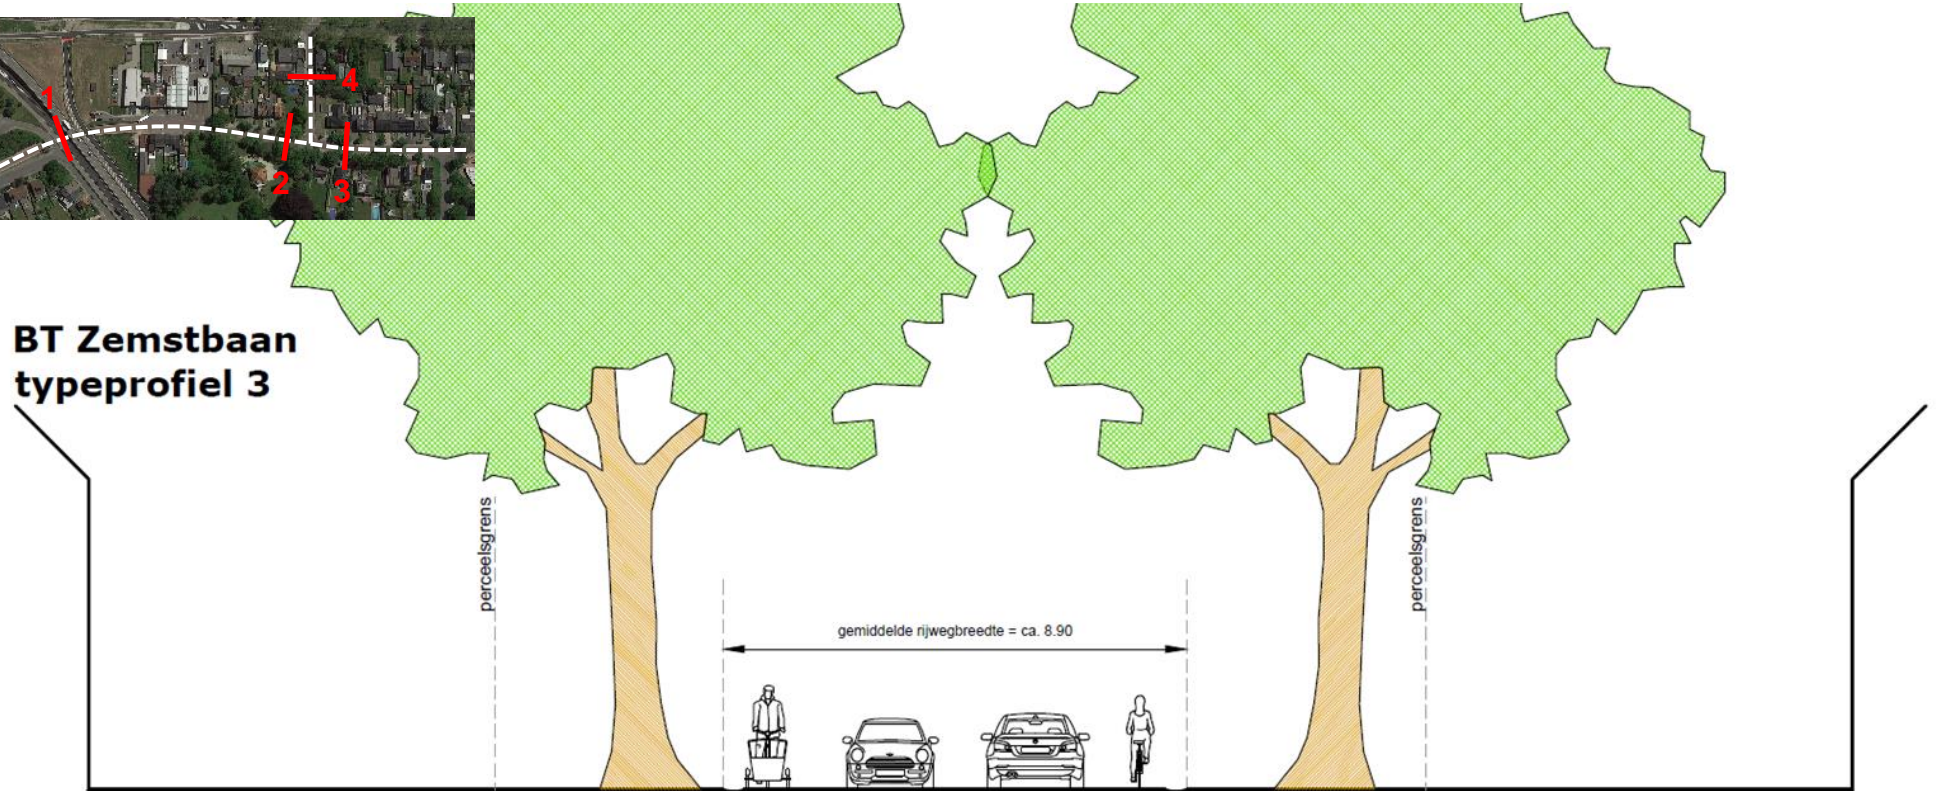 1
4
2
3
BT Zemstbaan
typeprofiel 3
perceelsgrens
perceelsgrens
gemiddelde rijwegbreedte = ca. 8.90